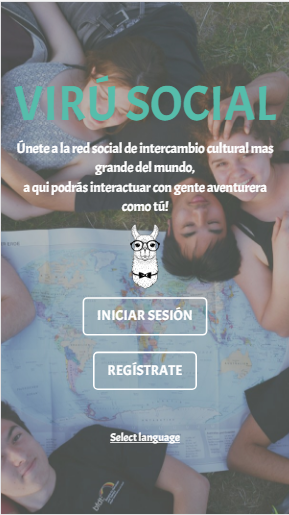 VIRÚ SOCIAL
Únete a la red social de intercambio cultural mas
grande del mundo,
a qui podrás interactuar con gente aventurera
como tú!
INICIAR SESIÓN
REGÍSTRATE
Select language